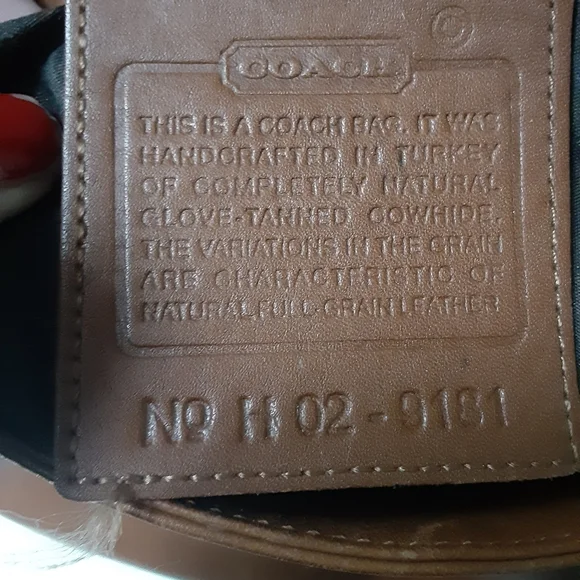 ©
COACH
THIS IS A COACH BAG. IT WAS
HANDCRAFTED IN TURKEY
OF COMPLETELY NATURAL
GLOVE-TANNED COWHIDE.
THE VARIATIONS IN THE GRAIN
ARE CHARACTERISTIC OF
NATURAL FULL-GRAIN LEATHER
No H 02-9181